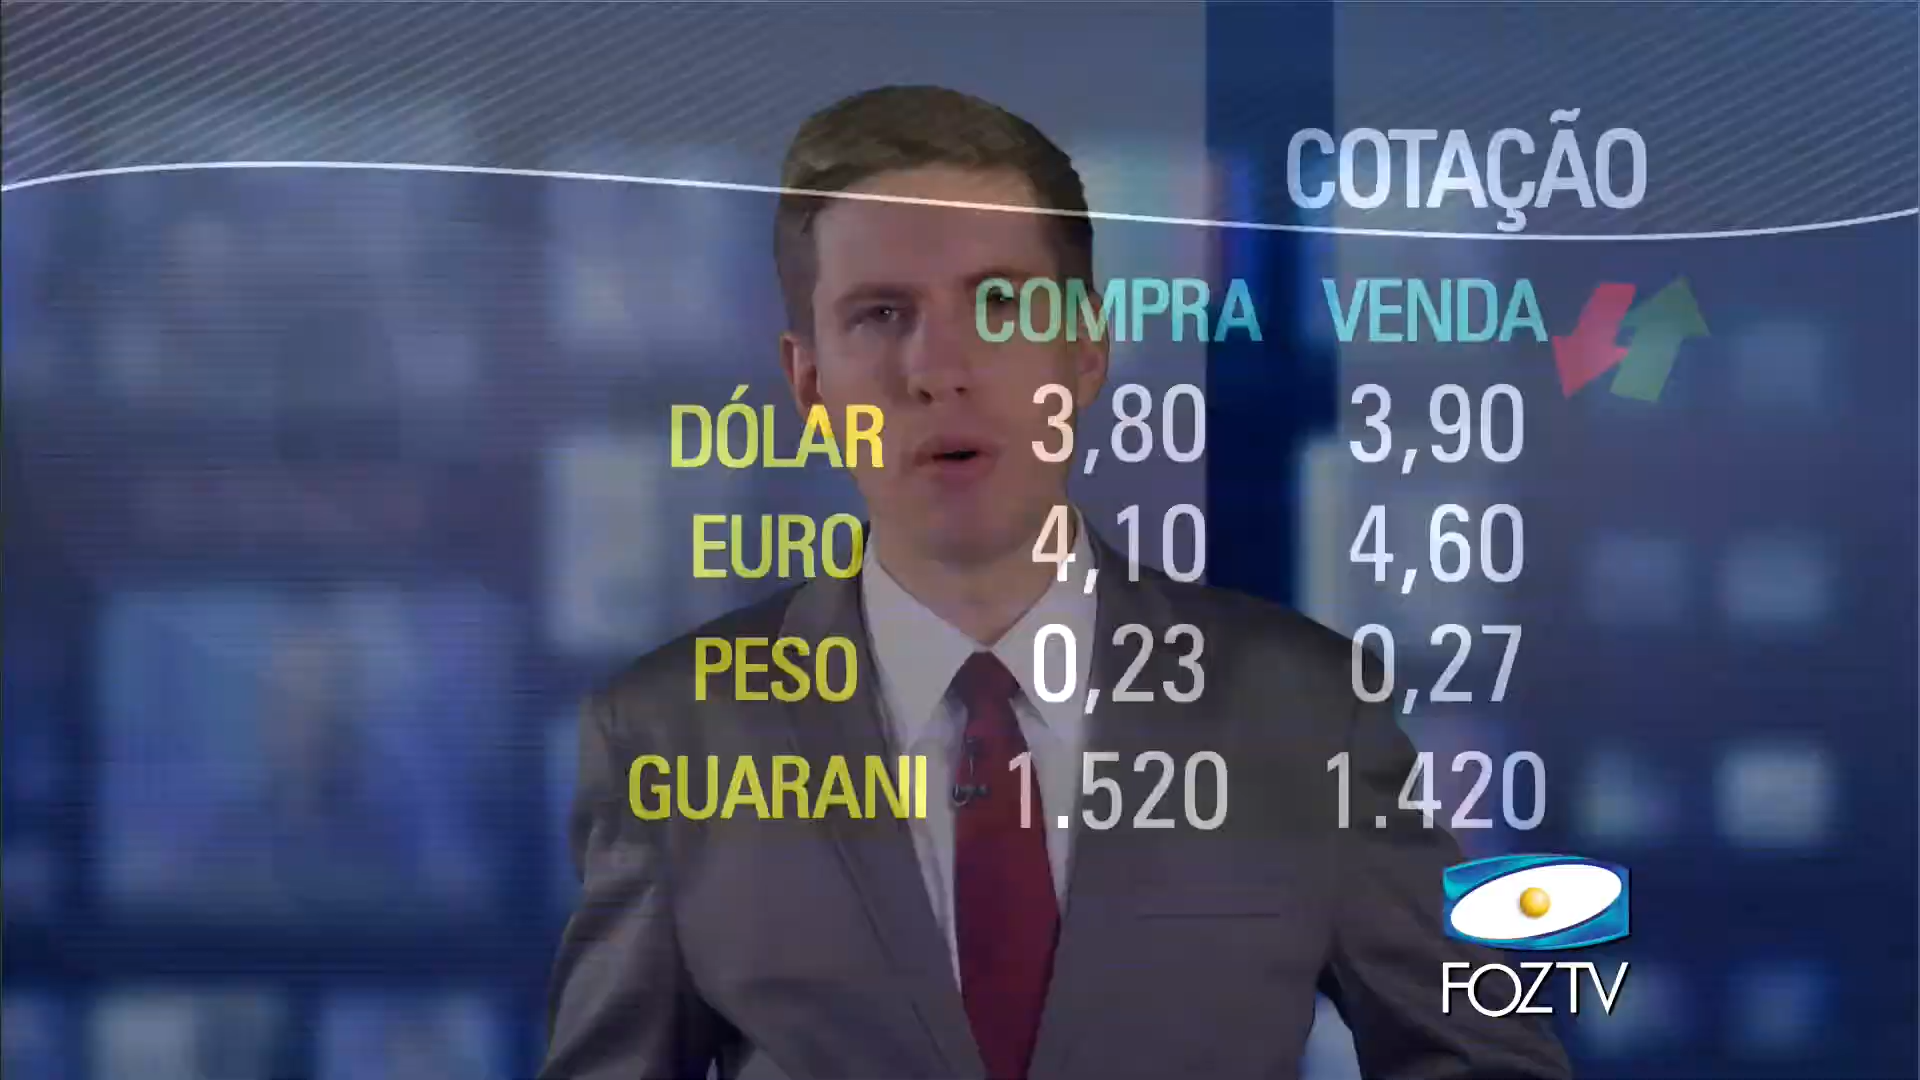 COTAÇÃO
COMPRA VENDA
DÓLAR 3,80 3,90
EURO 4,10 4,60
PESO 0,23 0,27
GUARANI 1.520 1.420
FOZTV